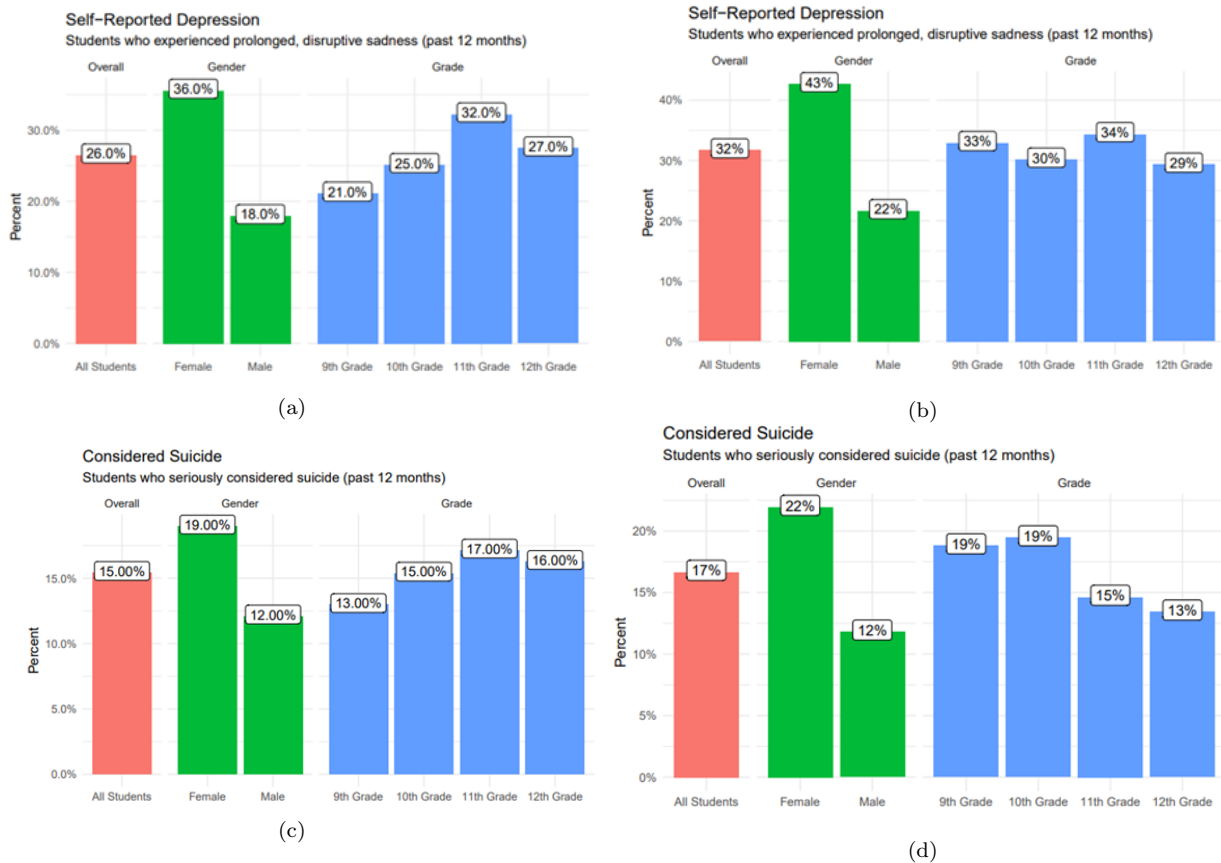 Self-Reported Depression
Students who experienced prolonged, disruptive sadness (past 12 months)
Overall Gender Grade
36.0%
32.0%
30.0%
27.0%
26.0%
25.0%
21.0%
20.0%
18.0%
10.0%
0.0%
Percent
All Students Female Male 9th Grade 10th Grade 11th Grade 12th Grade
(a)
Self-Reported Depression
Students who experienced prolonged, disruptive sadness (past 12 months)
Overall Gender Grade
43%
40%
34%
33%
32%
30%
30%
29%
22%
20%
10%
0%
Percent
All Students Female Male 9th Grade 10th Grade 11th Grade 12th Grade
(b)
Considered Suicide
Students who seriously considered suicide (past 12 months)
Overall Gender Grade
19.00%
17.00%
16.00%
15.00%
15.00%
15.0%
13.00%
12.00%
10.0%
5.0%
0.0%
Percent
All Students Female Male 9th Grade 10th Grade 11th Grade 12th Grade
(c)
Considered Suicide
Students who seriously considered suicide (past 12 months)
Overall Gender Grade
22%
20%
19%
19%
17%
15%
15%
13%
12%
10%
5%
0%
Percent
All Students Female Male 9th Grade 10th Grade 11th Grade 12th Grade
(d)